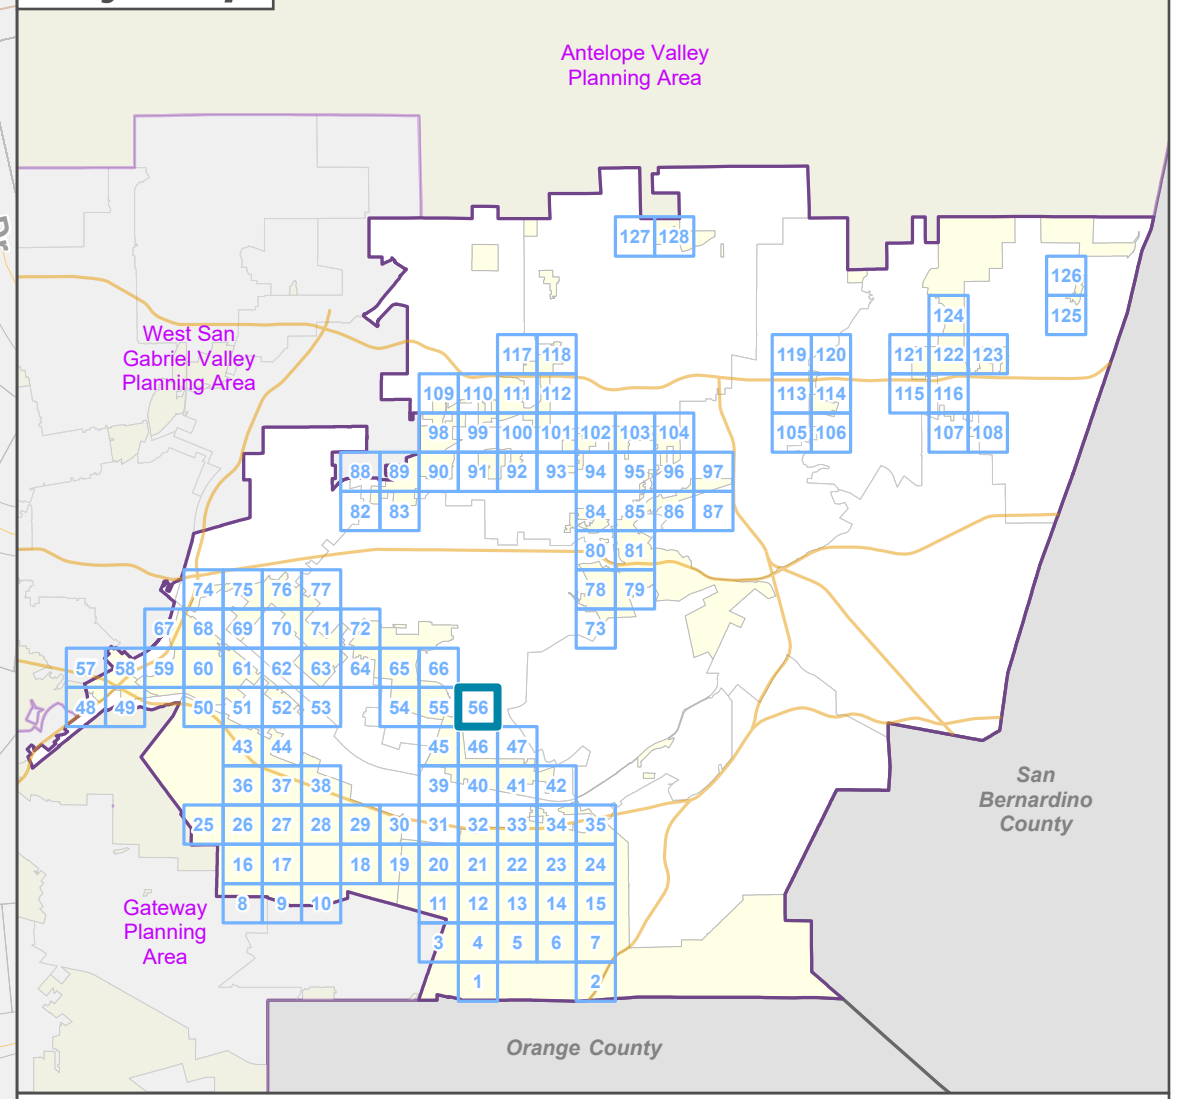 Antelope Valley
Planning Area
127 128
126
124 125
West San
Gabriel Valley
Planning Area
117 118 119 120 121 122 123
109 110 111 112 113 114 115 116
98 99 100 101 102 103 104 105 106 107 108
88 89 90 91 92 93 94 95 96 97
82 83 84 85 86 87
80 81
74 75 76 77 78 79
67 68 69 70 71 72 73
57 58 59 60 61 62 63 64 65 66
48 49 50 51 52 53 54 55 56
43 44 45 46 47
36 37 38 39 40 41 42
San
Bernardino
County
25 26 27 28 29 30 31 32 33 34 35
16 17 18 19 20 21 22 23 24
8 9 10 11 12 13 14 15
Gateway
Planning
Area
3 4 5 6 7
1 2
Orange County